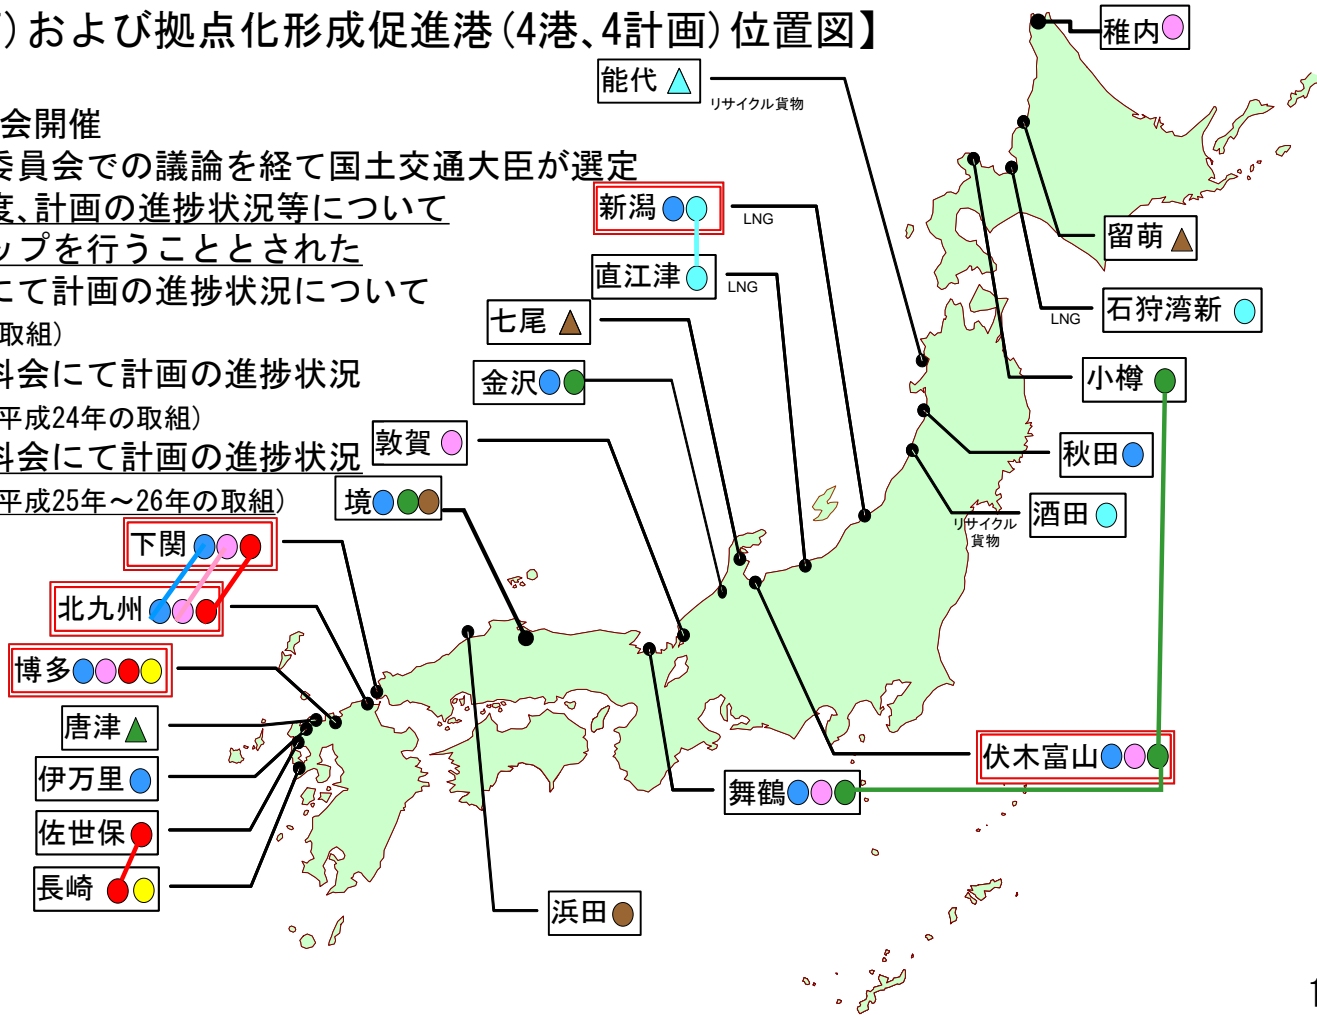 )および拠点化形成促進港(4港、4計画)位置図】
会開催
委員会での議論を経て国土交通大臣が選定
度、計画の進捗状況等について
ップを行うこととされた
にて計画の進捗状況について
取組)
料会にて計画の進捗状況
平成24年の取組)
料会にて計画の進捗状況
平成25年～26年の取組)
稚内
能代
リサイクル貨物
新潟
LNG
直江津
LNG
留萌
石狩湾新
LNG
七尾
金沢
小樽
敦賀
秋田
境
酒田
リサイクル
貨物
下関
北九州
博多
唐津
伊万里
佐世保
長崎
伏木富山
舞鶴
浜田